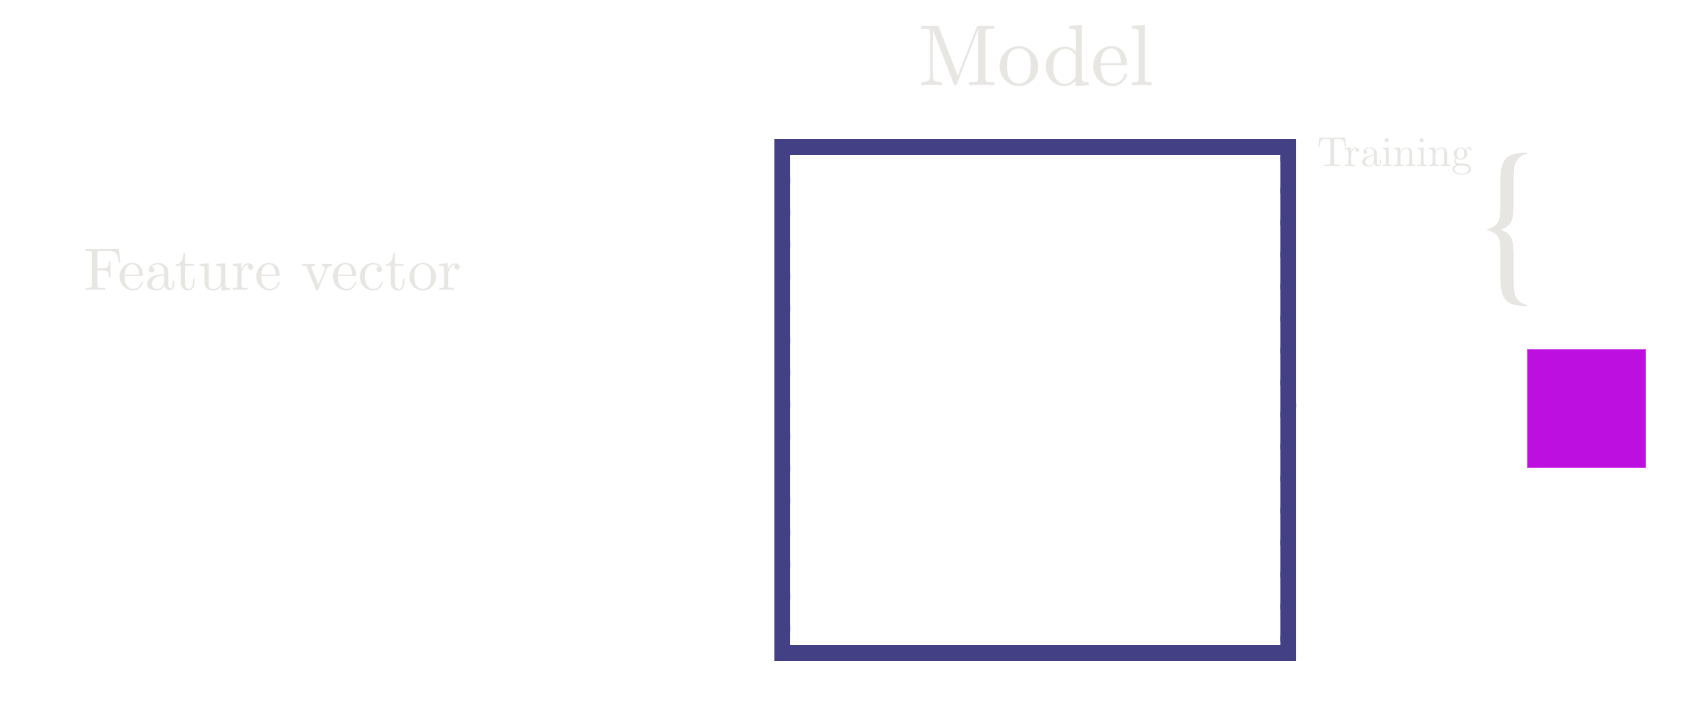 Model
Training {
Feature vector